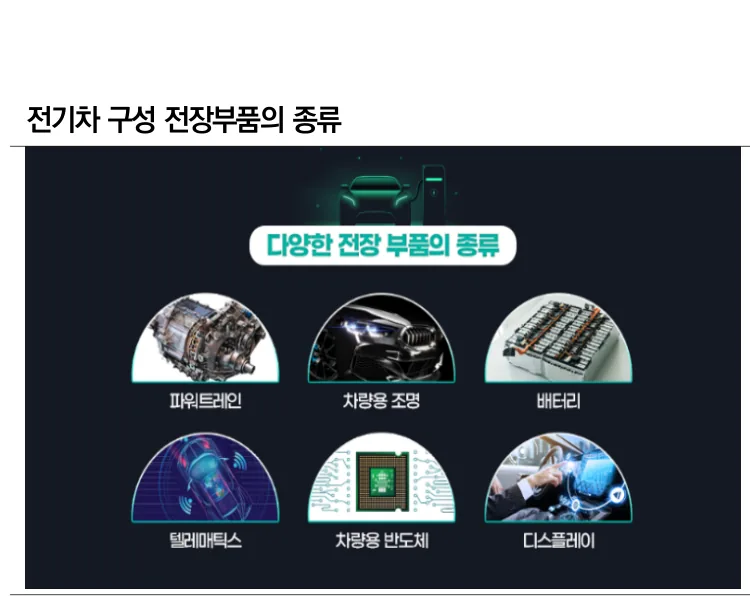 전기차 구성 전장부품의 종류
다양한 전장 부품의 종류
파워트레인
차량용 조명
배터리
텔레매틱스
차량용 반도체
디스플레이